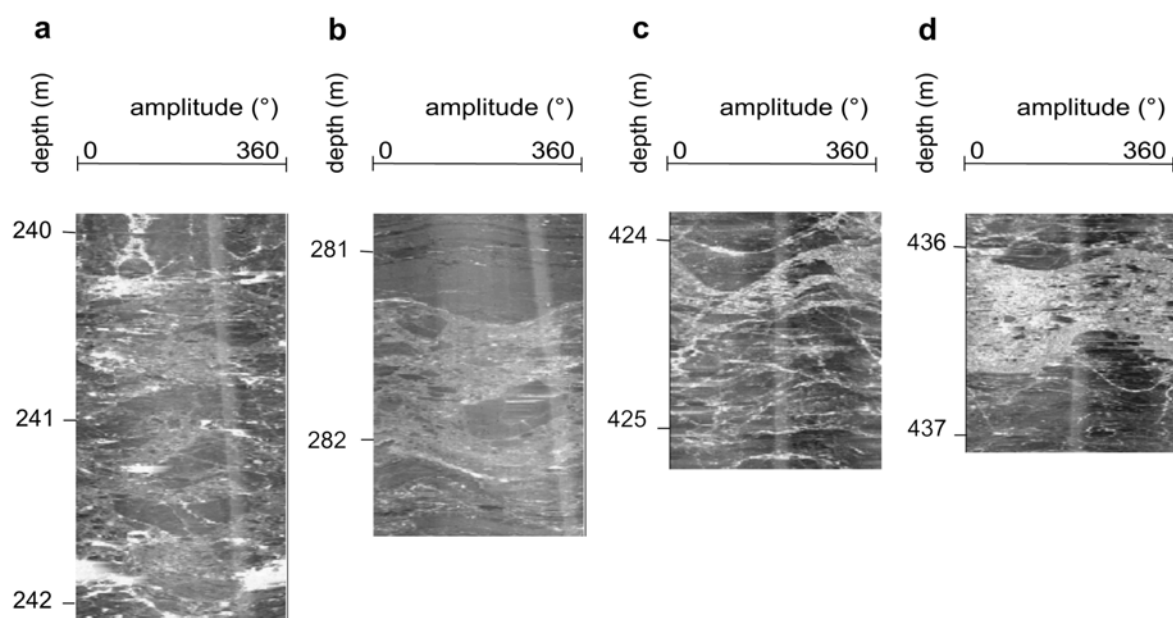 a b c d
depth (m) depth (m) depth (m) depth (m)
amplitude (°) amplitude (°) amplitude (°) amplitude (°)
0 360 0 360 0 360 0 360
240
241
242
281
282
424
425
436
437